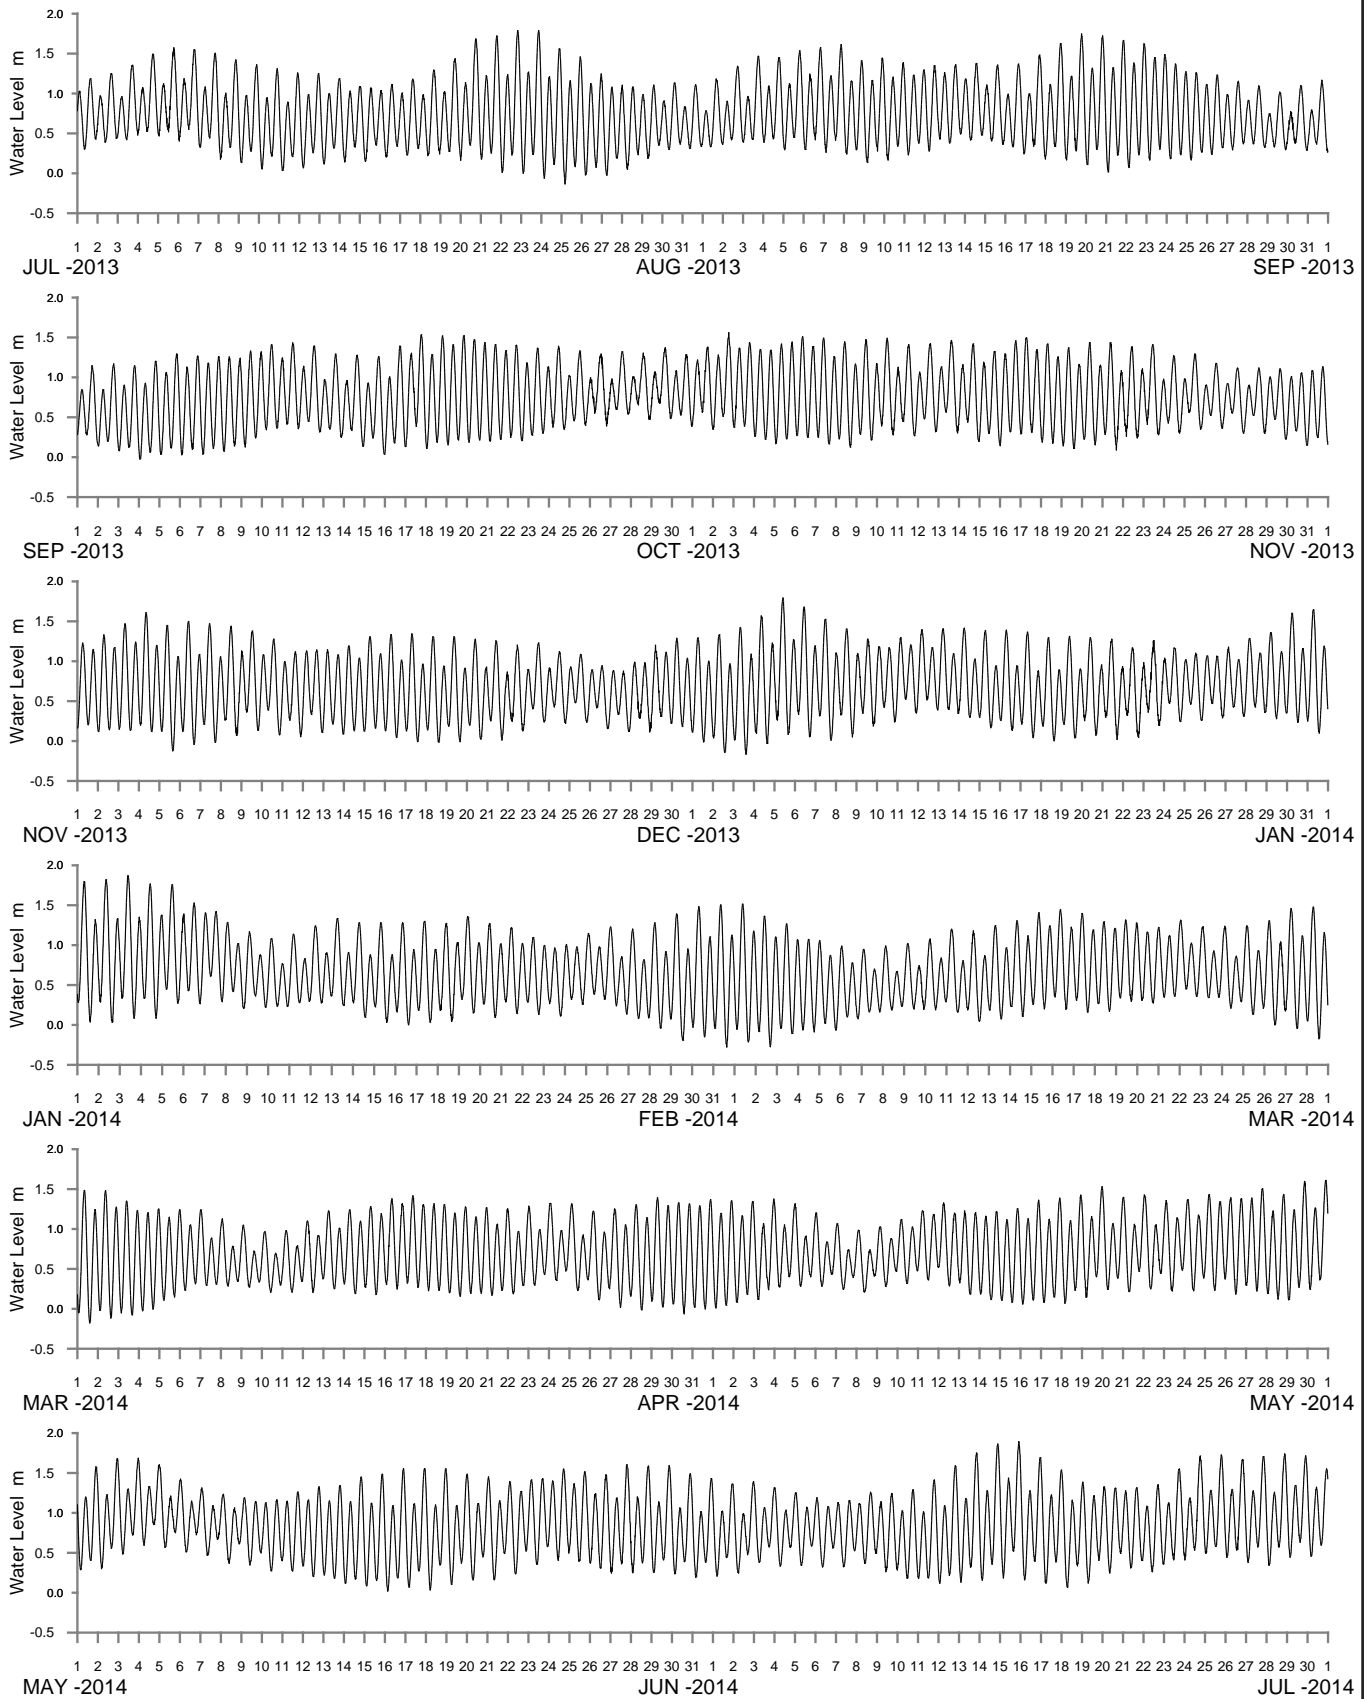 2.0
1.5
1.0
0.5
0.0
-0.5
Water Level  m
1 2 3 4 5 6 7 8 9 10 11 12 13 14 15 16 17 18 19 20 21 22 23 24 25 26 27 28 29 30 31 1 2 3 4 5 6 7 8 9 10 11 12 13 14 15 16 17 18 19 20 21 22 23 24 25 26 27 28 29 30 31 1
JUL -2013 AUG -2013 SEP -2013
2.0
1.5
1.0
0.5
0.0
-0.5
Water Level  m
1 2 3 4 5 6 7 8 9 10 11 12 13 14 15 16 17 18 19 20 21 22 23 24 25 26 27 28 29 30 1 2 3 4 5 6 7 8 9 10 11 12 13 14 15 16 17 18 19 20 21 22 23 24 25 26 27 28 29 30 31 1
SEP -2013 OCT -2013 NOV -2013
2.0
1.5
1.0
0.5
0.0
-0.5
Water Level  m
1 2 3 4 5 6 7 8 9 10 11 12 13 14 15 16 17 18 19 20 21 22 23 24 25 26 27 28 29 30 1 2 3 4 5 6 7 8 9 10 11 12 13 14 15 16 17 18 19 20 21 22 23 24 25 26 27 28 29 30 31 1
NOV -2013 DEC -2013 JAN -2014
2.0
1.5
1.0
0.5
0.0
-0.5
Water Level  m
1 2 3 4 5 6 7 8 9 10 11 12 13 14 15 16 17 18 19 20 21 22 23 24 25 26 27 28 29 30 31 1 2 3 4 5 6 7 8 9 10 11 12 13 14 15 16 17 18 19 20 21 22 23 24 25 26 27 28 1
JAN -2014 FEB -2014 MAR -2014
2.0
1.5
1.0
0.5
0.0
-0.5
Water Level  m
1 2 3 4 5 6 7 8 9 10 11 12 13 14 15 16 17 18 19 20 21 22 23 24 25 26 27 28 29 30 31 1 2 3 4 5 6 7 8 9 10 11 12 13 14 15 16 17 18 19 20 21 22 23 24 25 26 27 28 29 30 1
MAR -2014 APR -2014 MAY -2014
2.0
1.5
1.0
0.5
0.0
-0.5
Water Level  m
1 2 3 4 5 6 7 8 9 10 11 12 13 14 15 16 17 18 19 20 21 22 23 24 25 26 27 28 29 30 31 1 2 3 4 5 6 7 8 9 10 11 12 13 14 15 16 17 18 19 20 21 22 23 24 25 26 27 28 29 30 1
MAY -2014 JUN -2014 JUL -2014